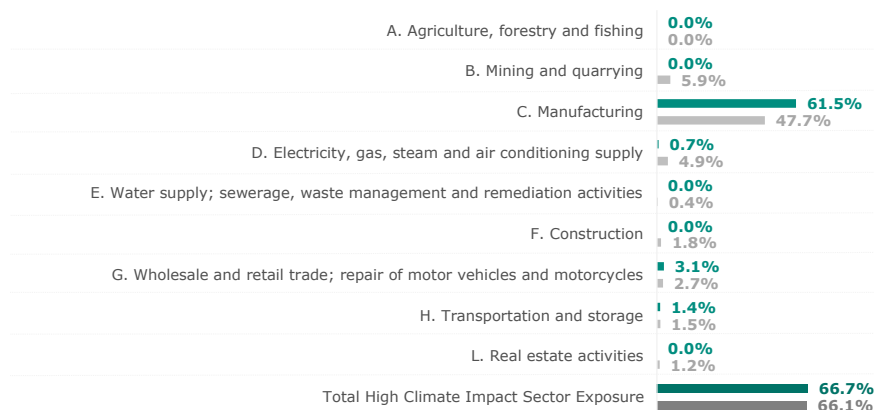 A. Agriculture, forestry and fishing
0.0%
0.0%
B. Mining and quarrying
0.0%
5.9%
C. Manufacturing
61.5%
47.7%
D. Electricity, gas, steam and air conditioning supply
0.7%
4.9%
E. Water supply; sewerage, waste management and remediation activities
0.0%
0.4%
F. Construction
0.0%
1.8%
G. Wholesale and retail trade; repair of motor vehicles and motorcycles
3.1%
2.7%
H. Transportation and storage
1.4%
1.5%
L. Real estate activities
0.0%
1.2%
Total High Climate Impact Sector Exposure
66.7%
66.1%